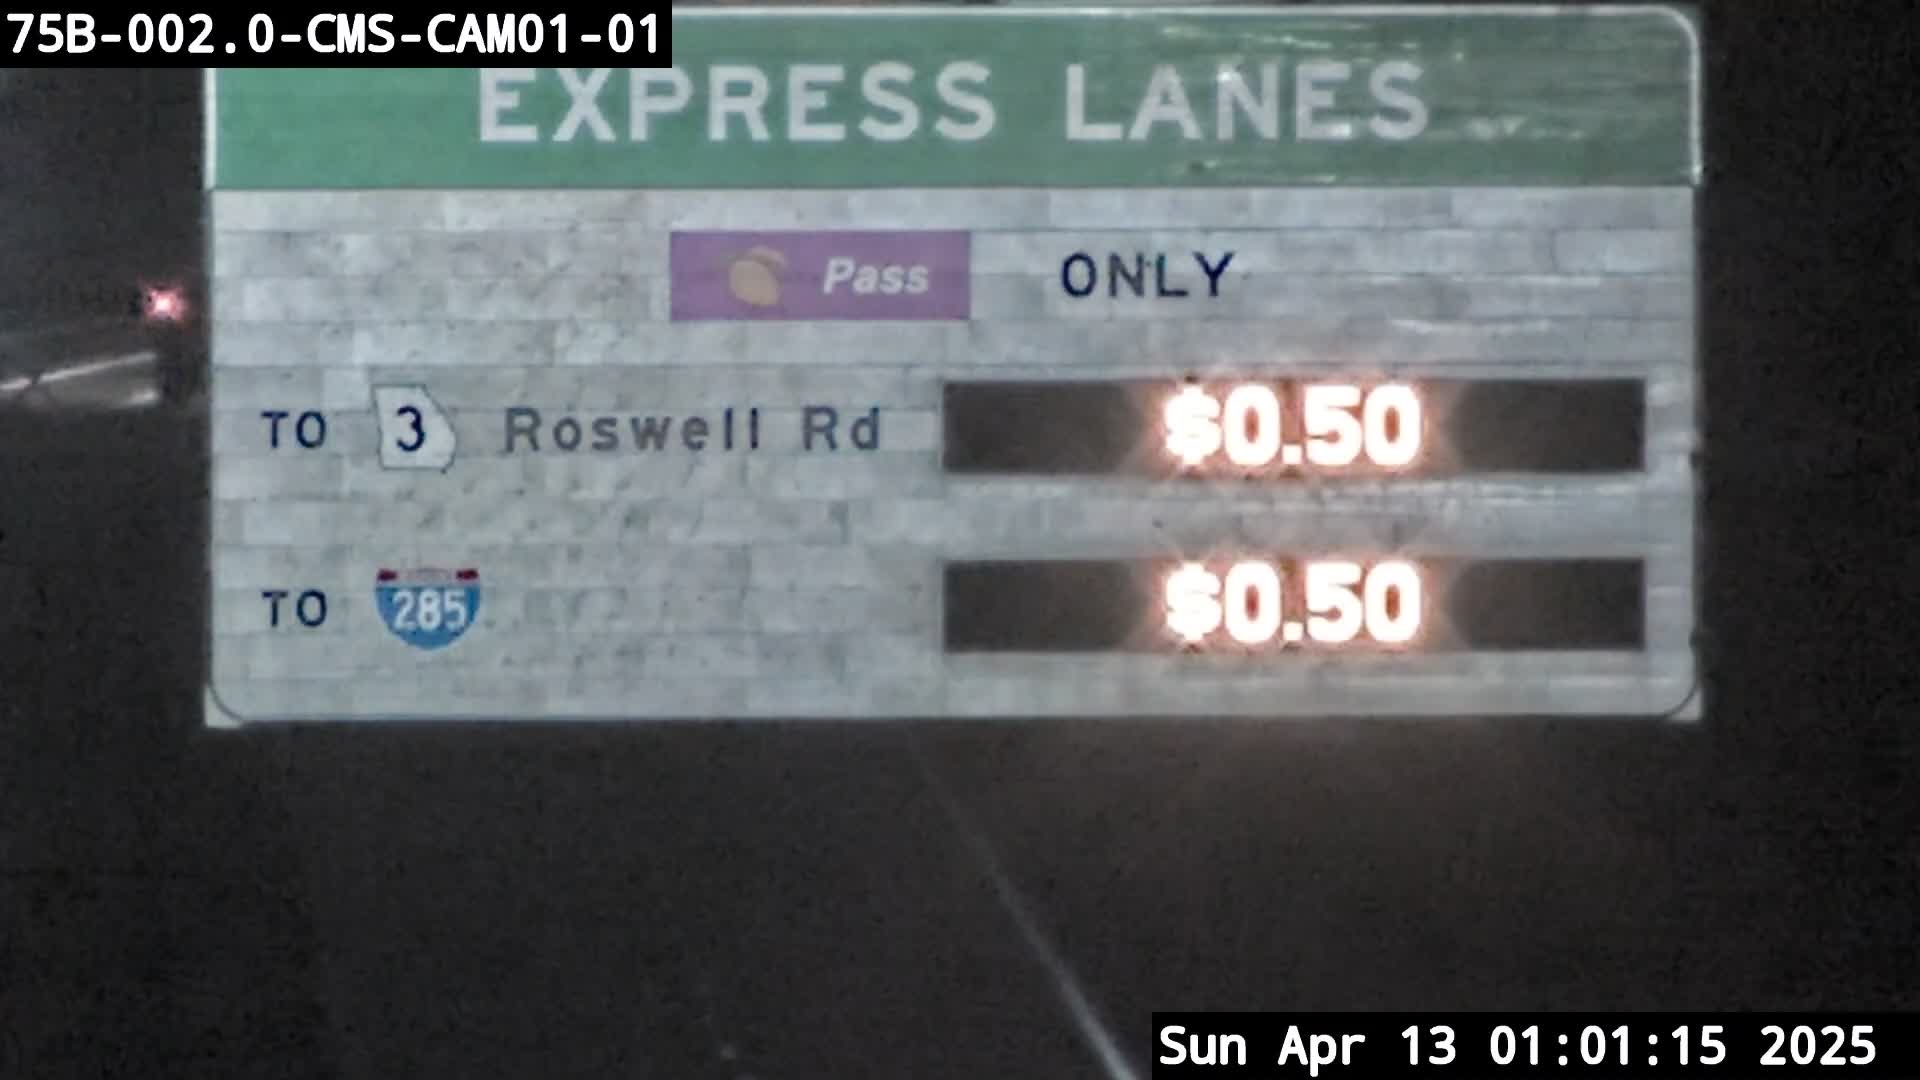 75B-002.0-CMS-CAM01-01
EXPRESS LANES
Pass ONLY
TO 3 Roswell Rd $0.50
TO 285 $0.50
Sun Apr 13 01:01:15 2025